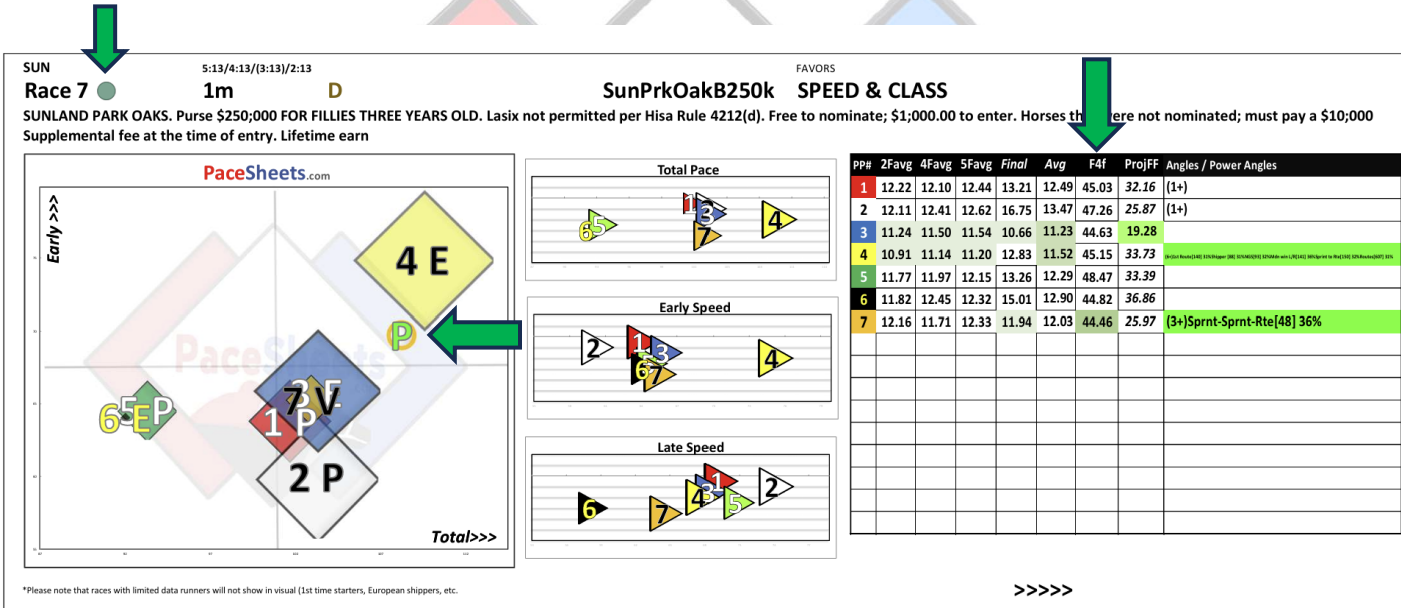 SUN 5:13/4:13/(3:13)/2:13 FAVORS
Race 7 1m D SunPrkOakB250k SPEED & CLASS
SUNLAND PARK OAKS. Purse $250;000 FOR FILLIES THREE YEARS OLD. Lasix not permitted per Hisa Rule 4212(d). Free to nominate; $1;000.00 to enter. Horses th ere not nominated; must pay a $10;000
Supplemental fee at the time of entry. Lifetime earn
PaceSheets.com
Early >>>
4 E
P
PaceSheets
7 V
6 5 E P
1 P
2 P
Total>>>
Total Pace
1
3
4
6 5
7
Early Speed
2
1
3
4
6
7
Late Speed
1
2
3
4
5
6
7
PP# 2Favg 4Favg 5Favg Final Avg F4f ProjFF Angles / Power Angles
1 12.22 12.10 12.44 13.21 12.49 45.03 32.16 (1+)
2 12.11 12.41 12.62 16.75 13.47 47.26 25.87 (1+)
3 11.24 11.50 11.54 10.66 11.23 44.63 19.28
4 10.91 11.14 11.20 12.83 11.52 45.15 33.73
5 11.77 11.97 12.15 13.26 12.29 48.47 33.39
6 11.82 12.45 12.32 15.01 12.90 44.82 36.86
7 12.16 11.71 12.33 11.94 12.03 44.46 25.97 (3+)Sprnt-Sprnt-Rte[48] 36%
*Please note that races with limited data runners will not show in visual (1st time starters, European shippers, etc.
>>>>>